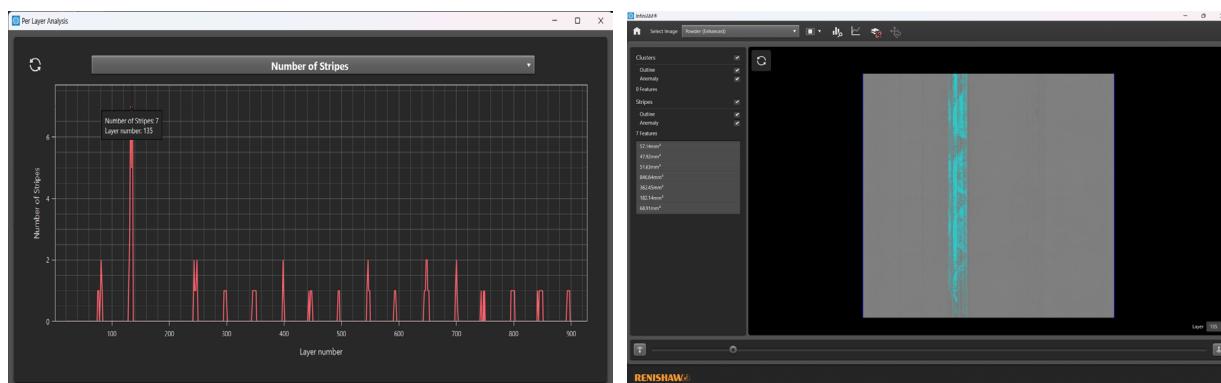 Per Layer Analysis
Number of Stripes
Number of Stripes: 7
Layer number: 135
Number of Stripes
6
4
2
0
100
200
300
400
500
600
700
800
900
Layer number
InfiniAM®
Select Image
Powder (Enhanced)
Clusters
Outline
Anomaly
0 Features
Stripes
Outline
Anomaly
7 Features
57.14mm²
47.92mm²
51.63mm²
846.64mm²
382.45mm²
182.14mm²
68.91mm²
Layer 135
RENISHAW